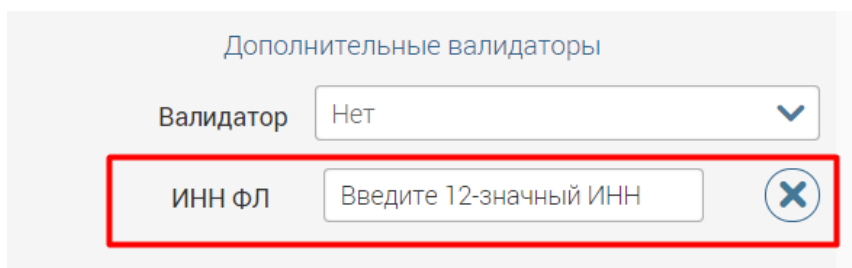 Дополнительные валидаторы
Валидатор Нет
ИНН ФЛ Введите 12-значный ИНН